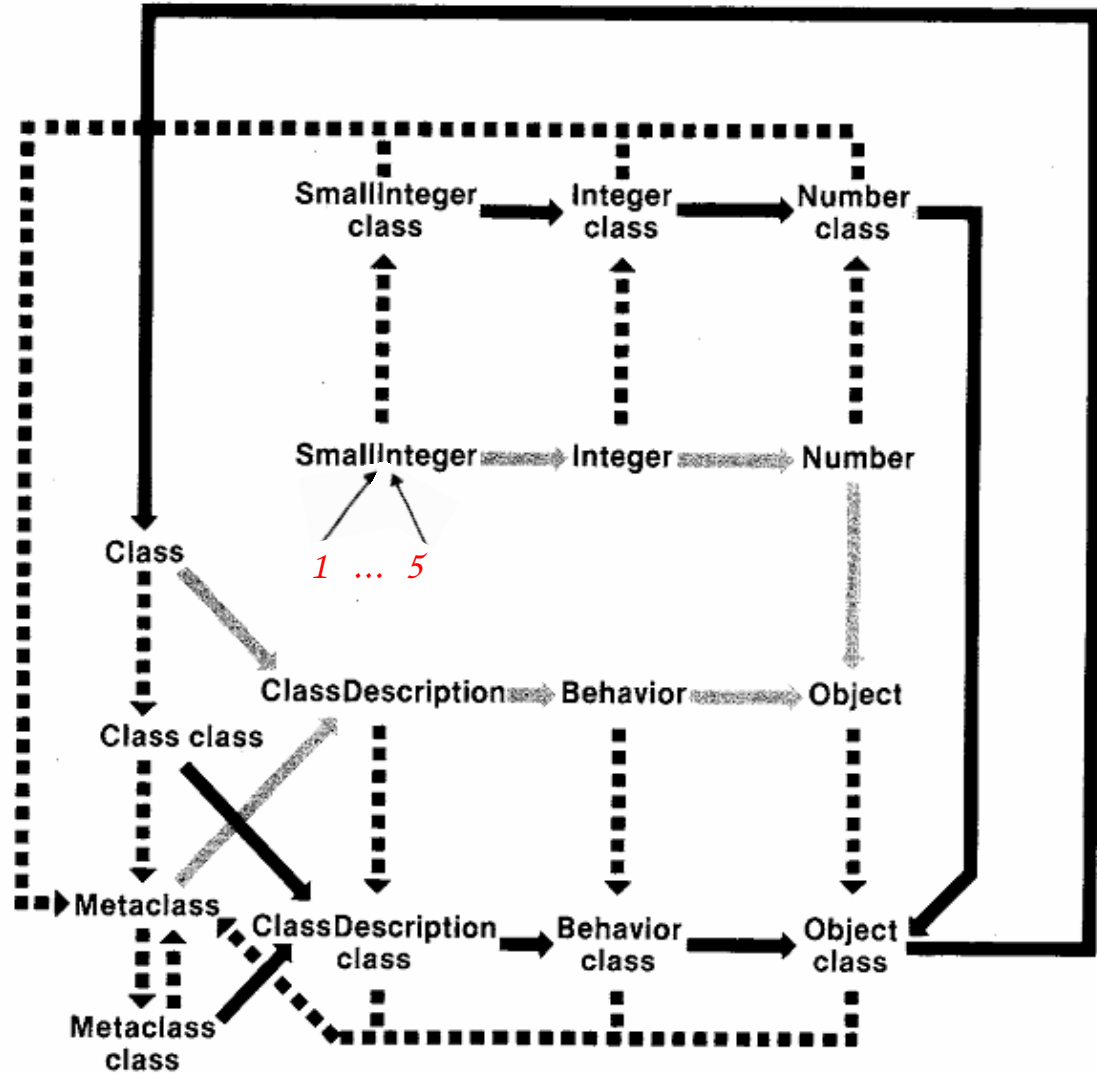 SmallInteger
class
Integer
class
Number
class
SmallInteger
Integer
Number
Class
1 ... 5
ClassDescription
Behavior
Object
Class class
Metaclass
ClassDescription
class
Behavior
class
Object
class
Metaclass
class